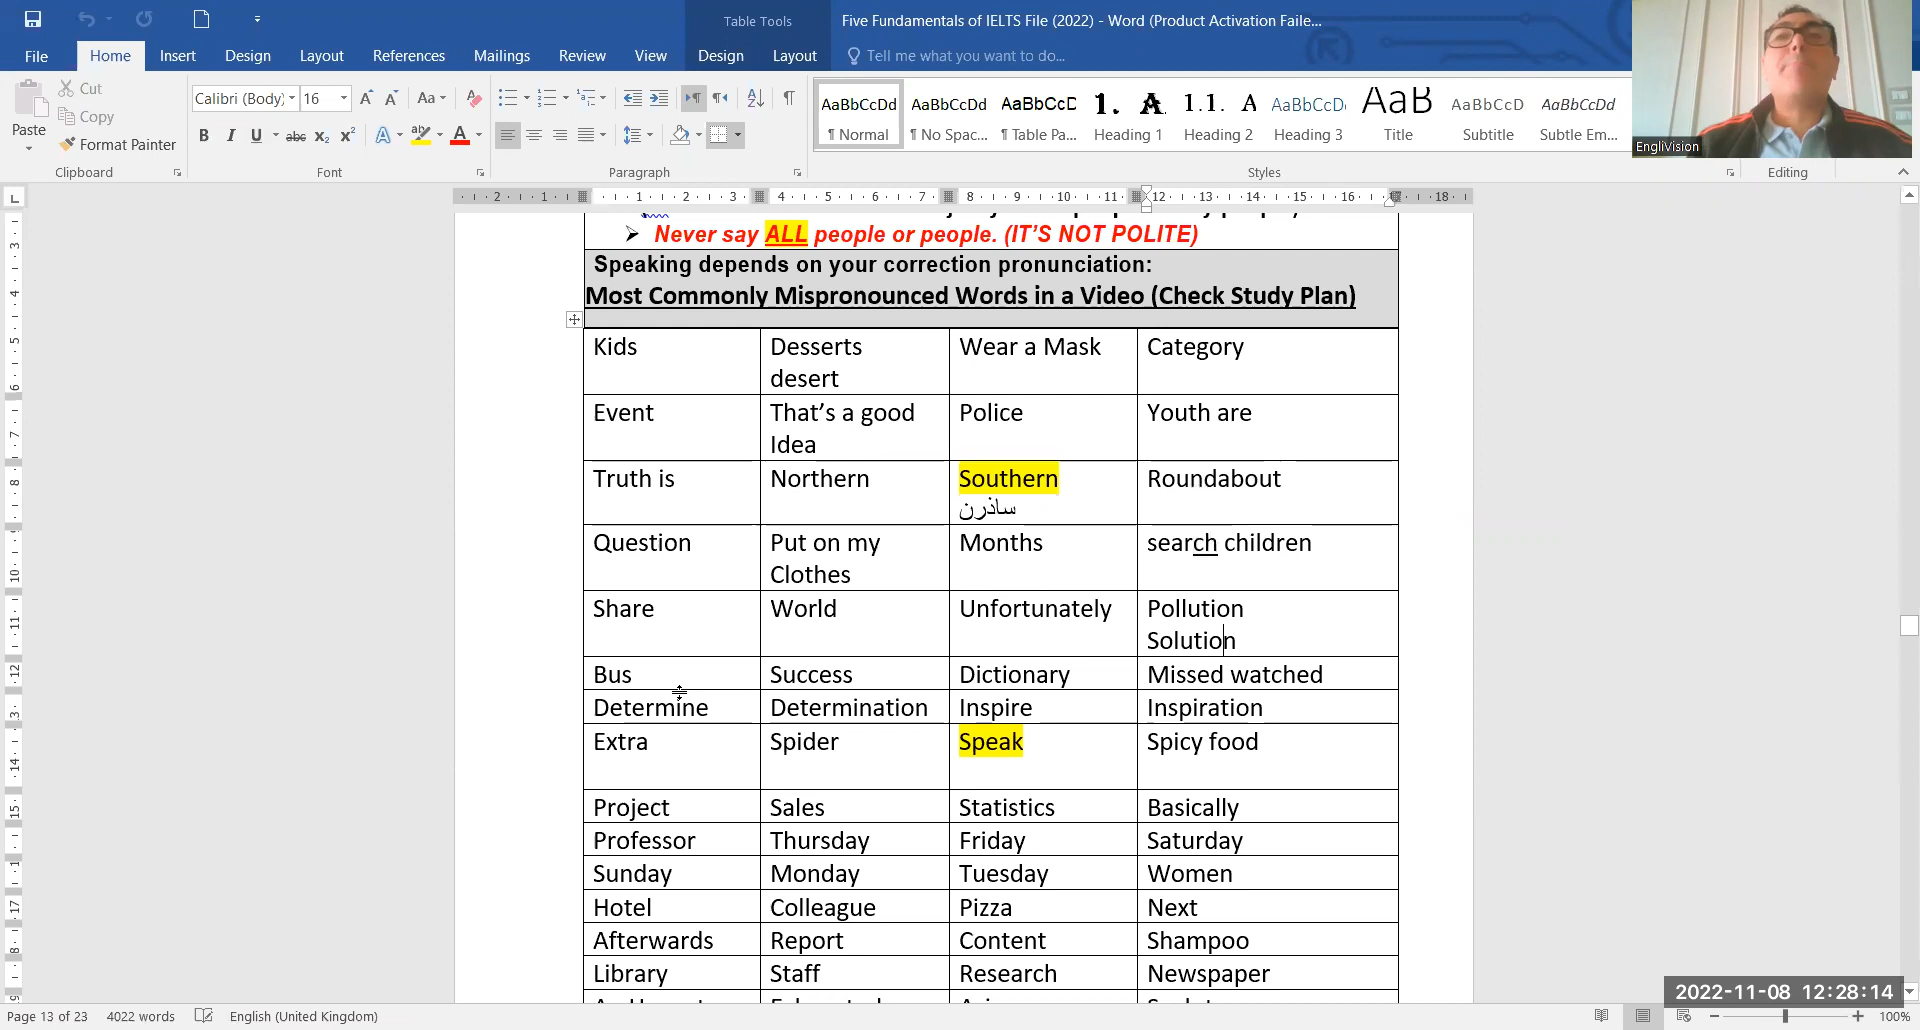 Table Tools
Five Fundamentals of IELTS File (2022) - Word (Product Activation Faile...
File Home Insert Design Layout References Mailings Review View Design Layout Tell me what you want to do...
Paste
Cut
Copy
Format Painter
Clipboard
Calibri (Body) 16
Font
Paragraph
AaBbCcDd AaBbCcDd AaBbCcD 1. A 1.1. A AaBbCcD AaB AaBbCcD AaBbCcDd
¶ Normal ¶ No Spac... ¶ Table Pa... Heading 1 Heading 2 Heading 3 Title Subtitle Subtle Em...
Styles
Editing
EngliVision
Never say ALL people or people. (IT'S NOT POLITE)
Speaking depends on your correction pronunciation:
Most Commonly Mispronounced Words in a Video (Check Study Plan)
Kids
Desserts
desert
Wear a Mask
Category
Event
That's a good
Idea
Police
Youth are
Truth is
Northern
Southern
ساذرن
Roundabout
Question
Put on my
Clothes
Months
search children
Share
World
Unfortunately
Pollution
Solution
Bus
Success
Dictionary
Missed watched
Determine
Determination
Inspire
Inspiration
Extra
Spider
Speak
Spicy food
Project
Sales
Statistics
Basically
Professor
Thursday
Friday
Saturday
Sunday
Monday
Tuesday
Women
Hotel
Colleague
Pizza
Next
Afterwards
Report
Content
Shampoo
Library
Staff
Research
Newspaper
2022-11-08 12:28:14
Page 13 of 23 4022 words English (United Kingdom) 100%